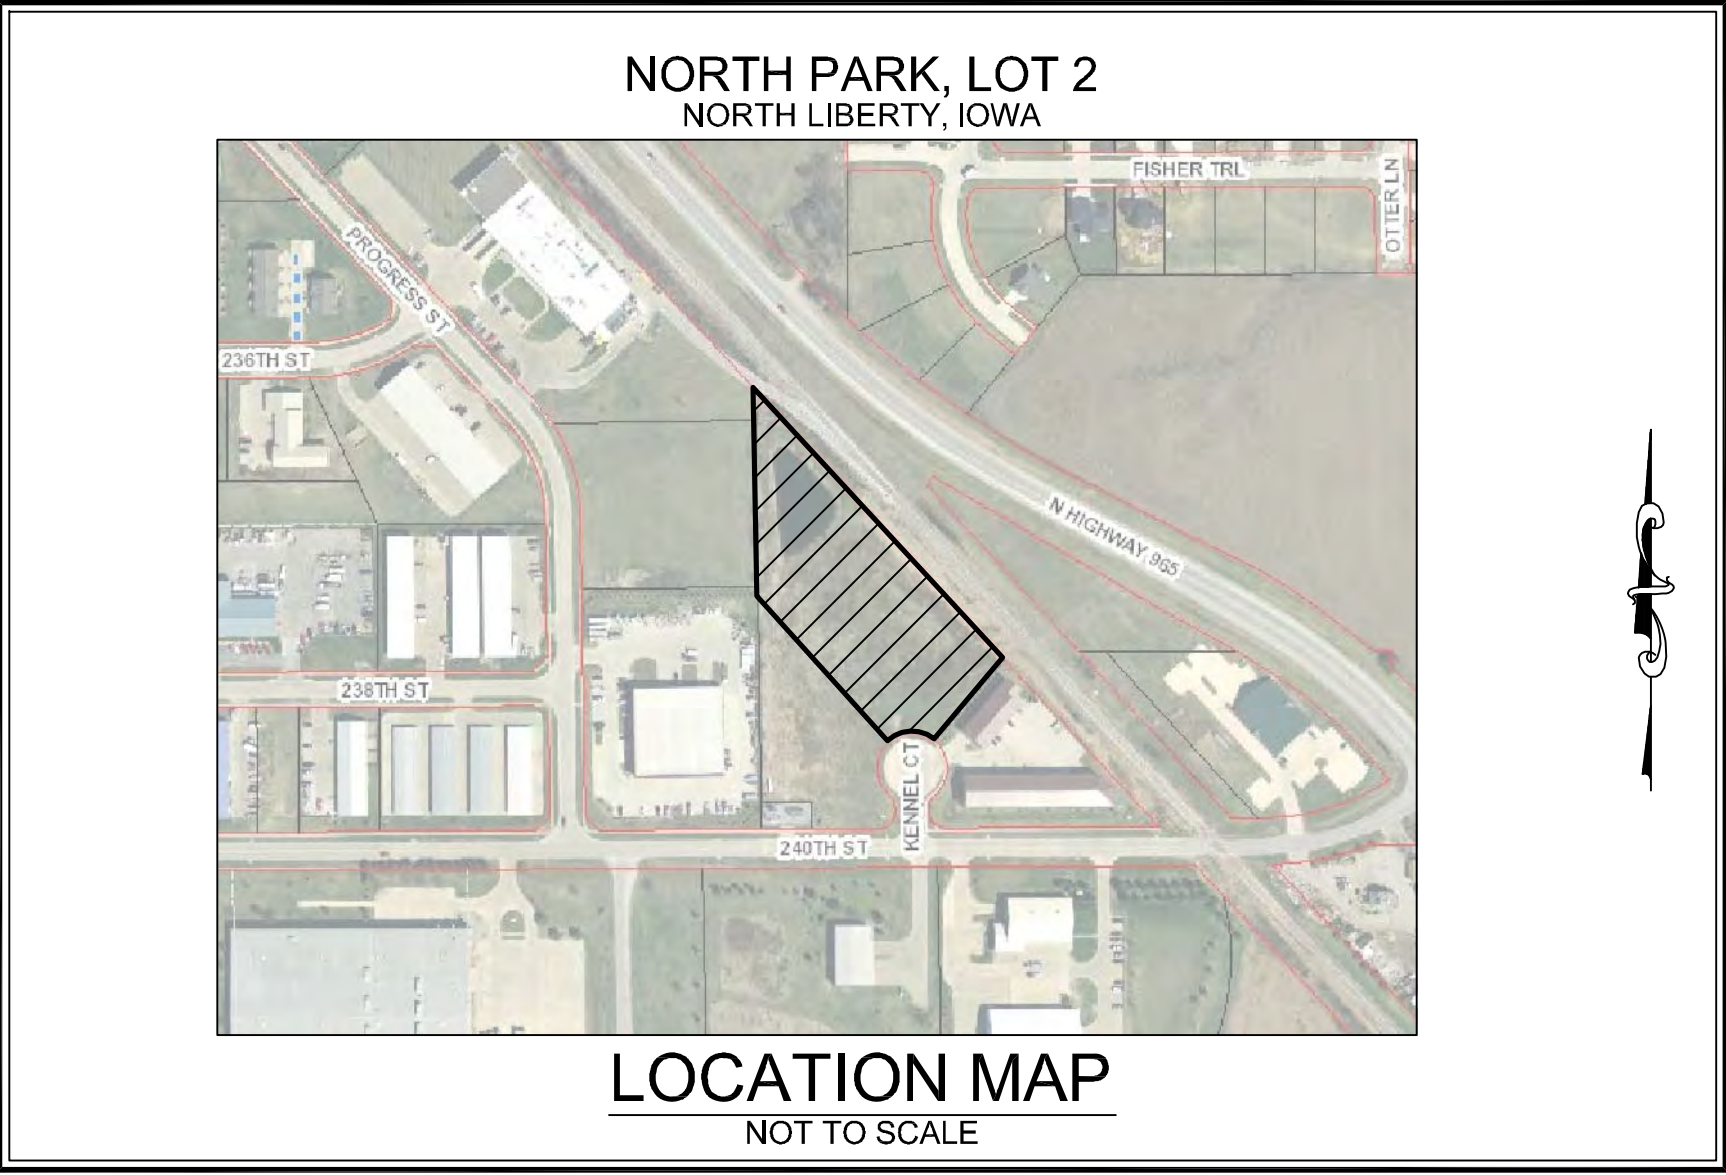 NORTH PARK, LOT 2
NORTH LIBERTY, IOWA
FISHER TRL
OTTER LN
PROGRESS ST
236TH ST
N HIGHWAY 965
238TH ST
KENNEL CT
240TH ST
LOCATION MAP
NOT TO SCALE